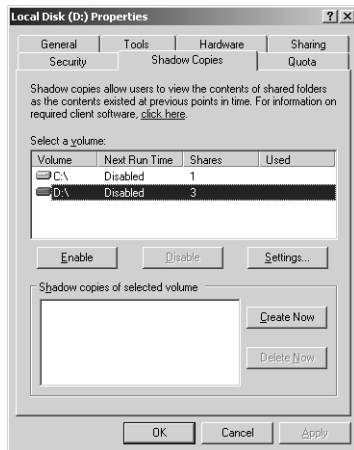 Local Disk (D:) Properties
General Tools Hardware Sharing
Security Shadow Copies Quota
Shadow copies allow users to view the contents of shared folders
as the contents existed at previous points in time. For information on
required client software, click here.
Select a volume:
Volume Next Run Time Shares Used
C:\ Disabled 1
D:\ Disabled 3
Enable Disable Settings...
Shadow copies of selected volume
Create Now
Delete Now
OK Cancel Apply